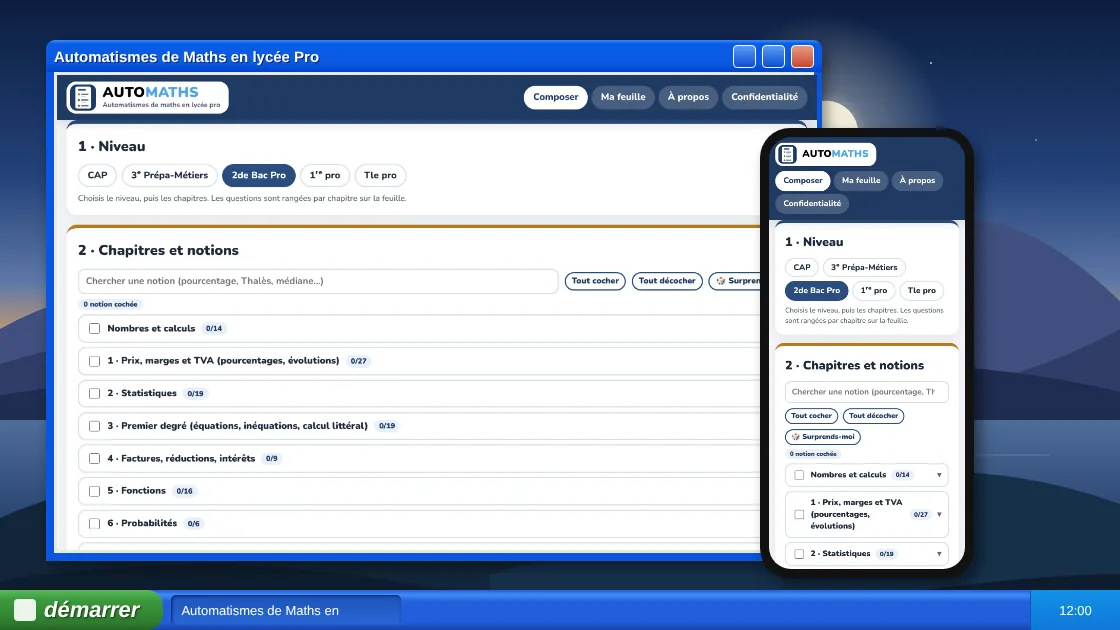 Automatismes de Maths en lycée Pro
AUTOMATHS
Automatismes de maths en lycée pro
Composer
Ma feuille
À propos
Confidentialité
1 · Niveau
CAP
3ᵉ Prépa-Métiers
2de Bac Pro
1ʳᵉ pro
Tle pro
Choisis le niveau, puis les chapitres. Les questions sont rangées par chapitre sur la feuille.
2 · Chapitres et notions
Chercher une notion (pourcentage, Thalès, médiane...)
Tout cocher
Tout décocher
🎲 Surpren
0 notion cochée
Nombres et calculs 0/14
1 · Prix, marges et TVA (pourcentages, évolutions) 0/27
2 · Statistiques 0/19
3 · Premier degré (équations, inéquations, calcul littéral) 0/19
4 · Factures, réductions, intérêts 0/9
5 · Fonctions 0/16
6 · Probabilités 0/6
AUTOMATHS
Composer
Ma feuille
À propos
Confidentialité
1 · Niveau
CAP
3ᵉ Prépa-Métiers
2de Bac Pro
1ʳᵉ pro
Tle pro
Choisis le niveau, puis les chapitres. Les questions
sont rangées par chapitre sur la feuille.
2 · Chapitres et notions
Chercher une notion (pourcentage, Th
Tout cocher
Tout décocher
🎲 Surprends-moi
0 notion cochée
Nombres et calculs 0/14
1 · Prix, marges et TVA
(pourcentages, 0/27
évolutions)
2 · Statistiques 0/19
démarrer
Automatismes de Maths en
12:00